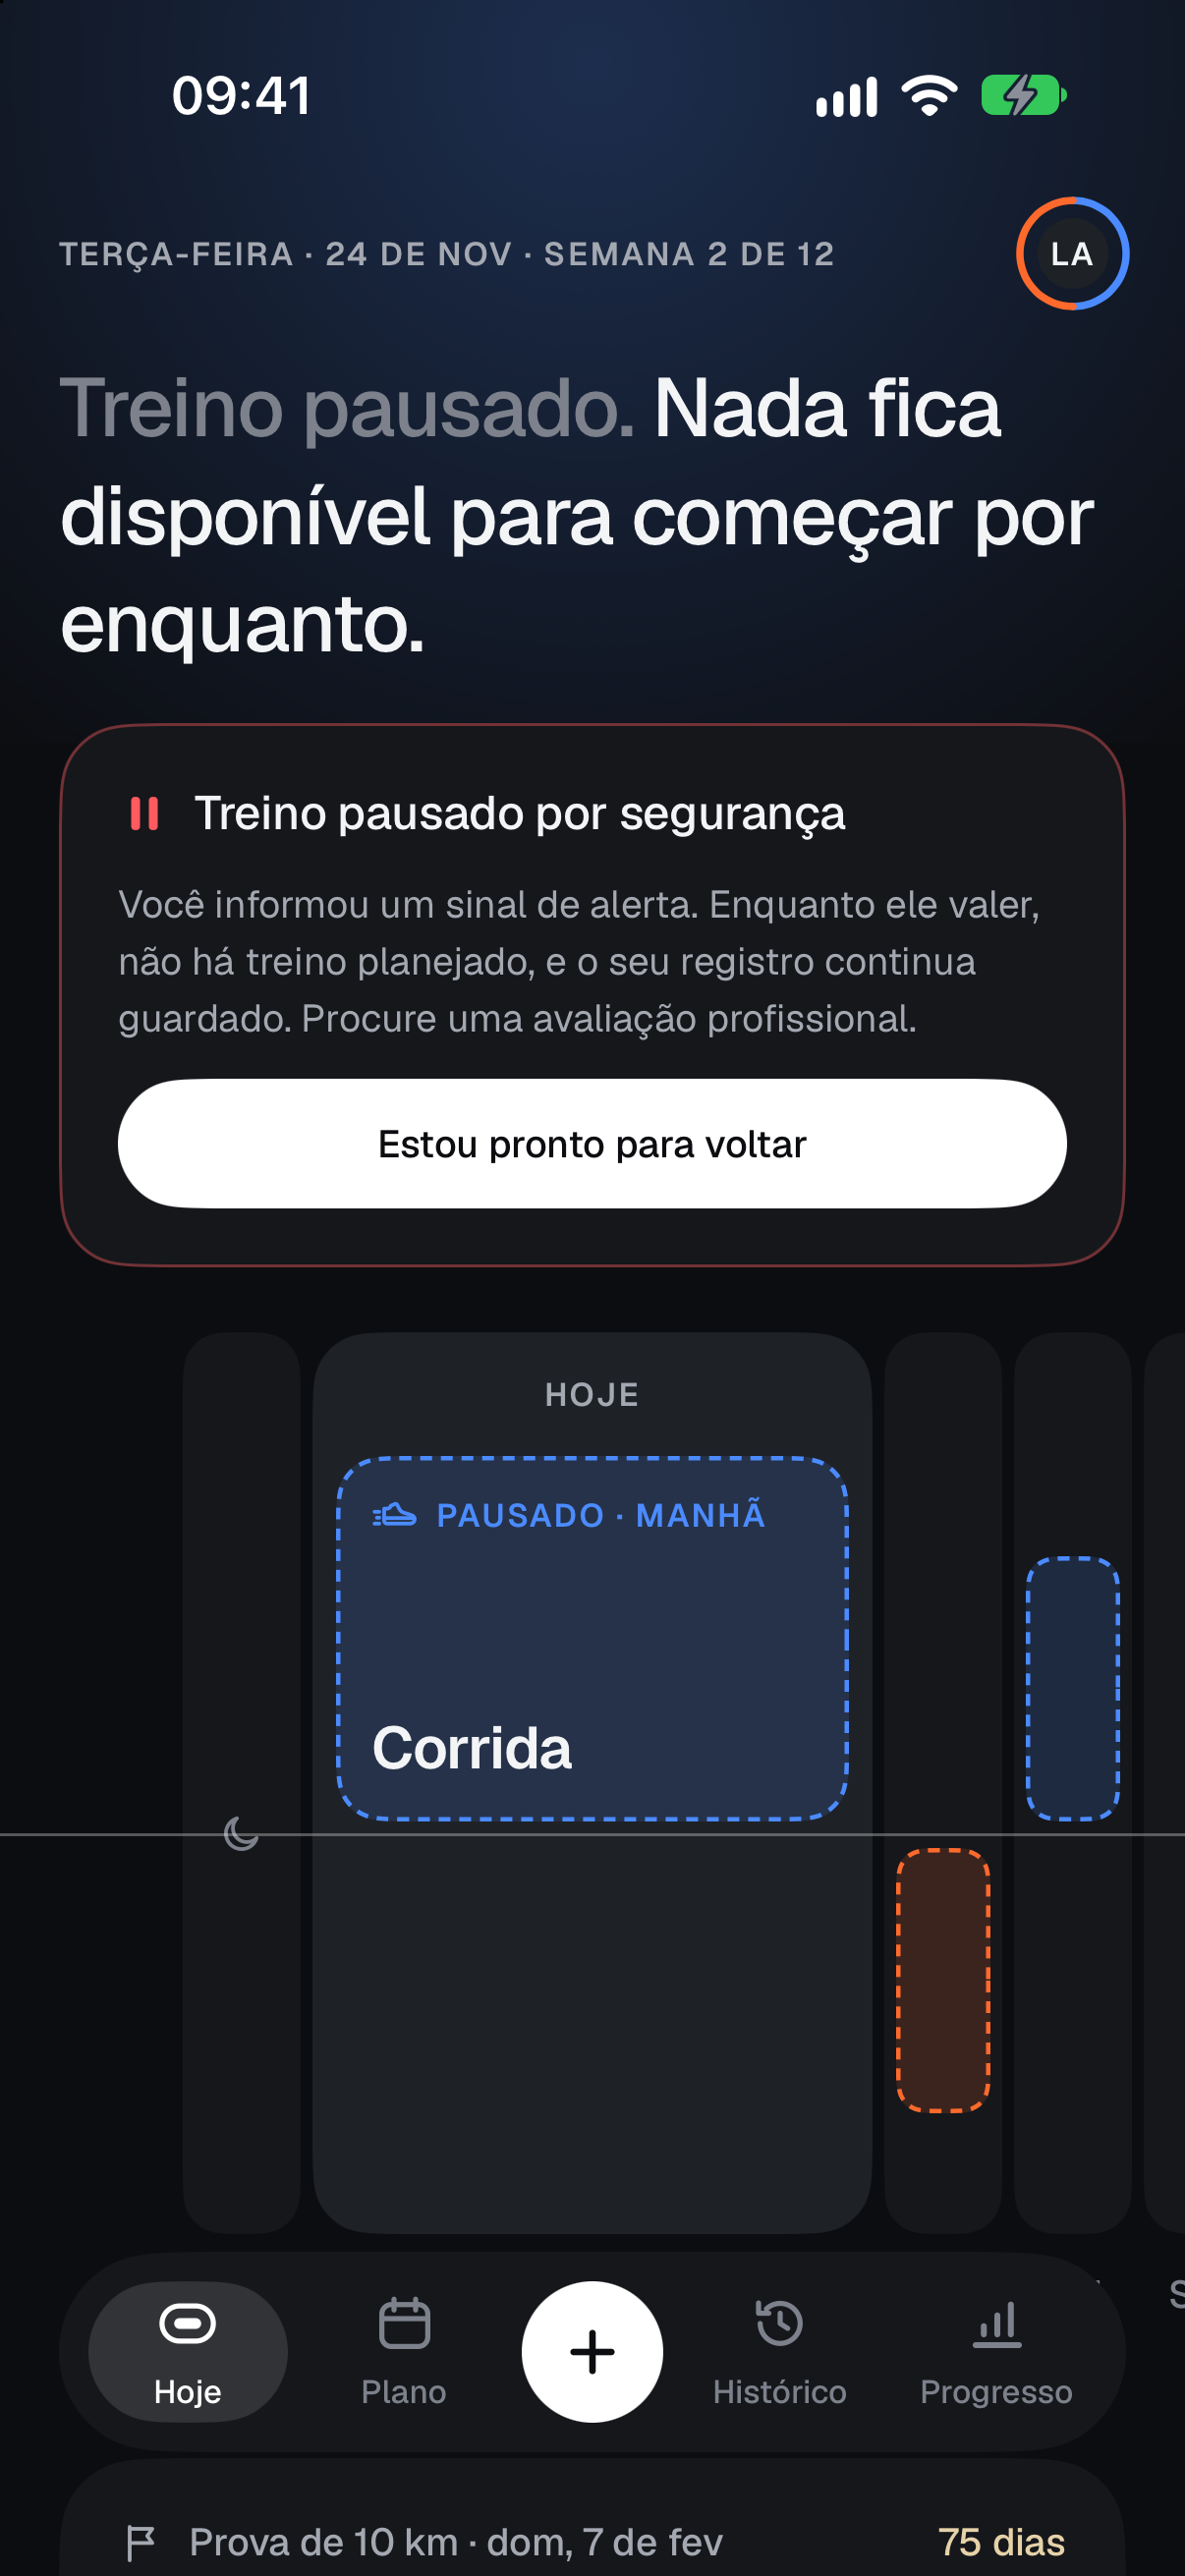 09:41
TERÇA-FEIRA · 24 DE NOV · SEMANA 2 DE 12
LA
Treino pausado. Nada fica
disponível para começar por
enquanto.
Treino pausado por segurança
Você informou um sinal de alerta. Enquanto ele valer,
não há treino planejado, e o seu registro continua
guardado. Procure uma avaliação profissional.
Estou pronto para voltar
HOJE
PAUSADO · MANHÃ
Corrida
Hoje
Plano
Histórico
Progresso
Prova de 10 km · dom, 7 de fev
75 dias